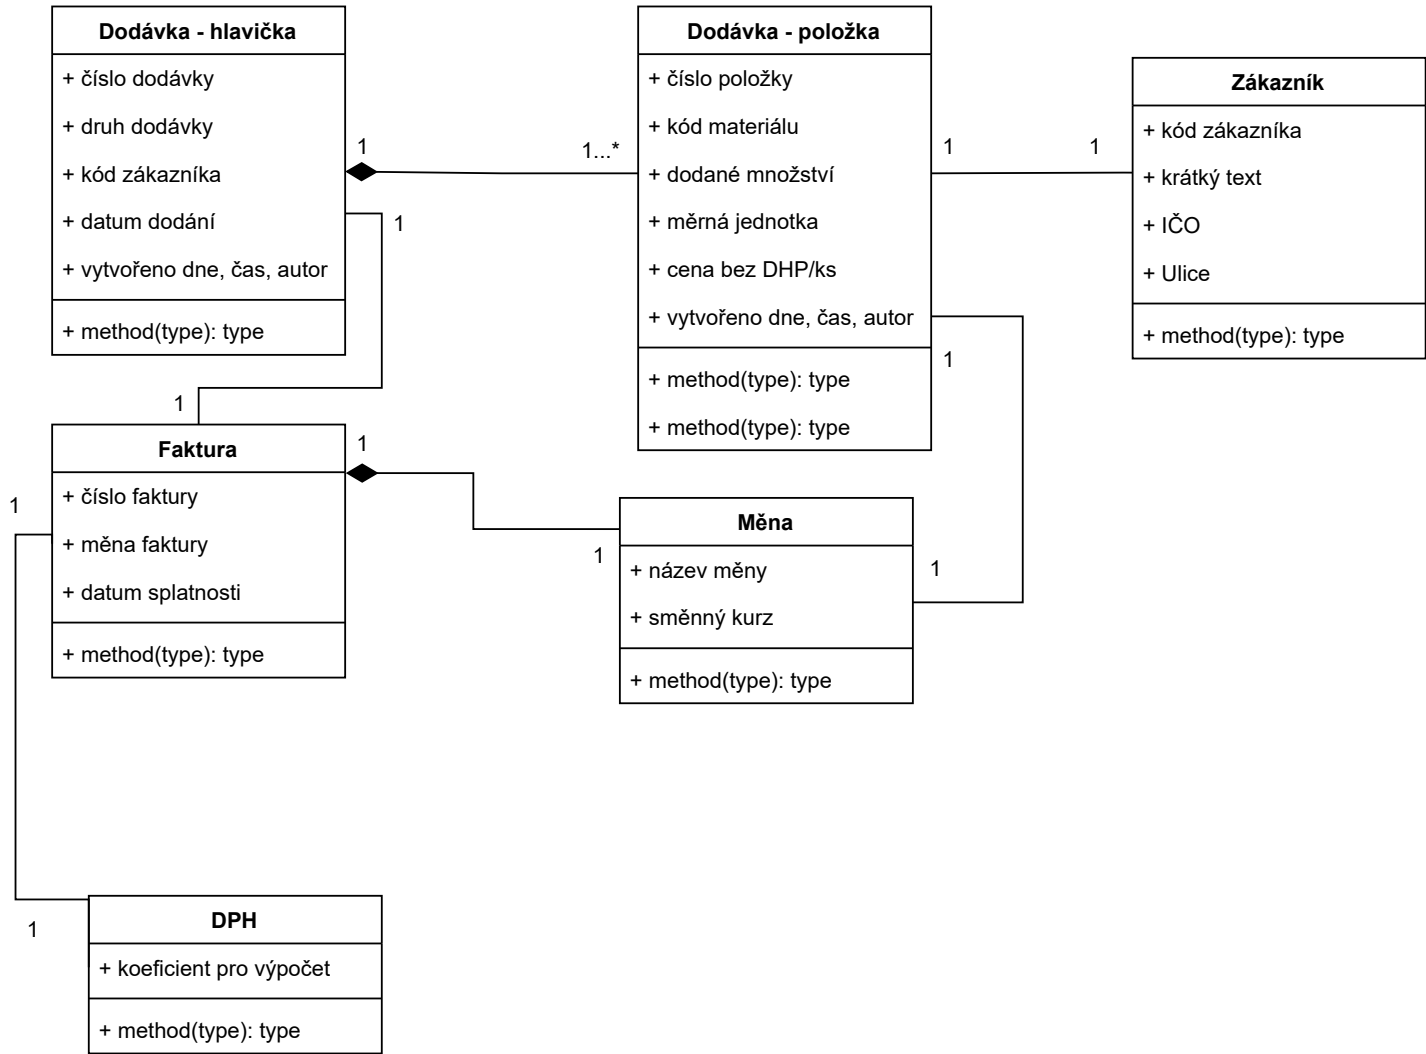 Dodávka - hlavička
+ číslo dodávky
+ druh dodávky
+ kód zákazníka
+ datum dodání
+ vytvořeno dne, čas, autor
+ method(type): type
1
1...*
Dodávka - položka
+ číslo položky
+ kód materiálu
+ dodané množství
+ měrná jednotka
+ cena bez DHP/ks
+ vytvořeno dne, čas, autor
+ method(type): type
+ method(type): type
1
1
Zákazník
+ kód zákazníka
+ krátký text
+ IČO
+ Ulice
+ method(type): type
1
1
1
Faktura
+ číslo faktury
+ měna faktury
+ datum splatnosti
+ method(type): type
1
1
1
Měna
+ název měny
+ směnný kurz
+ method(type): type
1
1
1
DPH
+ koeficient pro výpočet
+ method(type): type